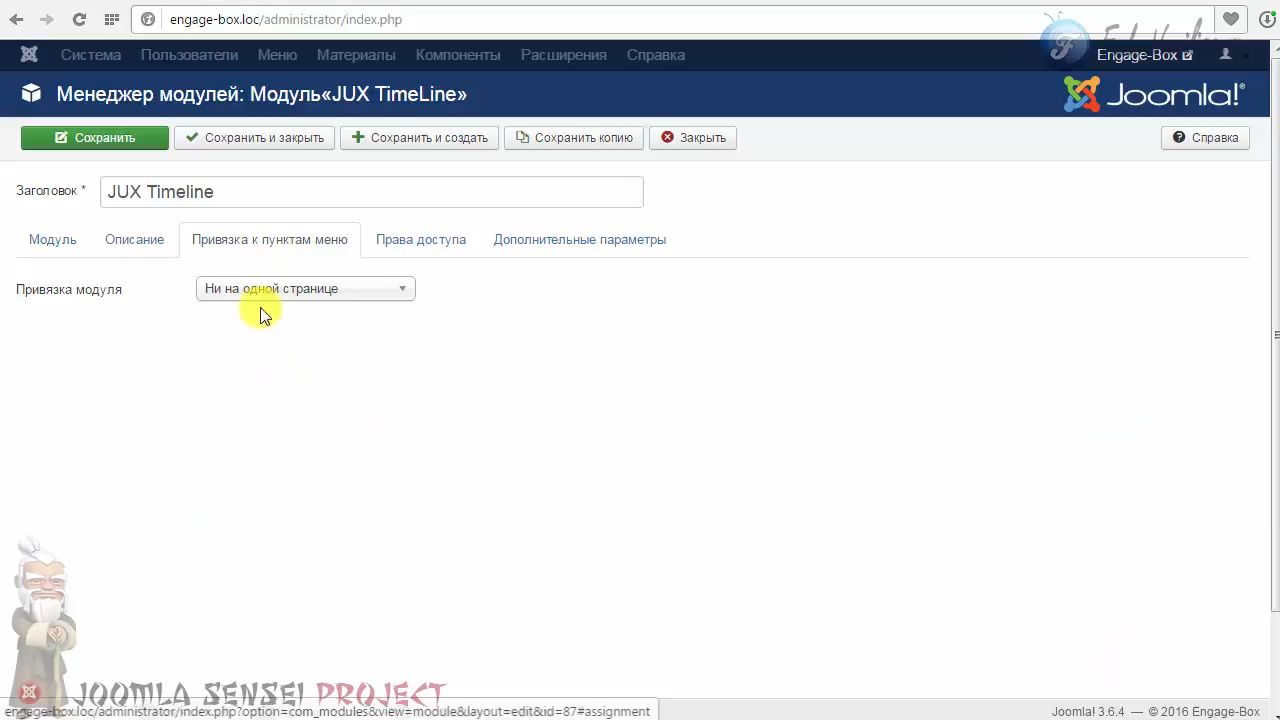 engage-box.loc/administrator/index.php
Система Пользователи Меню Материалы Компоненты Расширения Справка Engage-Box
Менеджер модулей: Модуль«JUX TimeLine» Joomla!®
Сохранить Сохранить и закрыть Сохранить и создать Сохранить копию Закрыть Справка
Заголовок * JUX Timeline
Модуль Описание Привязка к пунктам меню Права доступа Дополнительные параметры
Привязка модуля Ни на одной странице
JOOMLA SENSEI PROJECT
engage-box.loc/administrator/index.php?option=com_modules&view=module&layout=edit&id=87#assignment Joomla! 3.6.4 — © 2016 Engage-Box